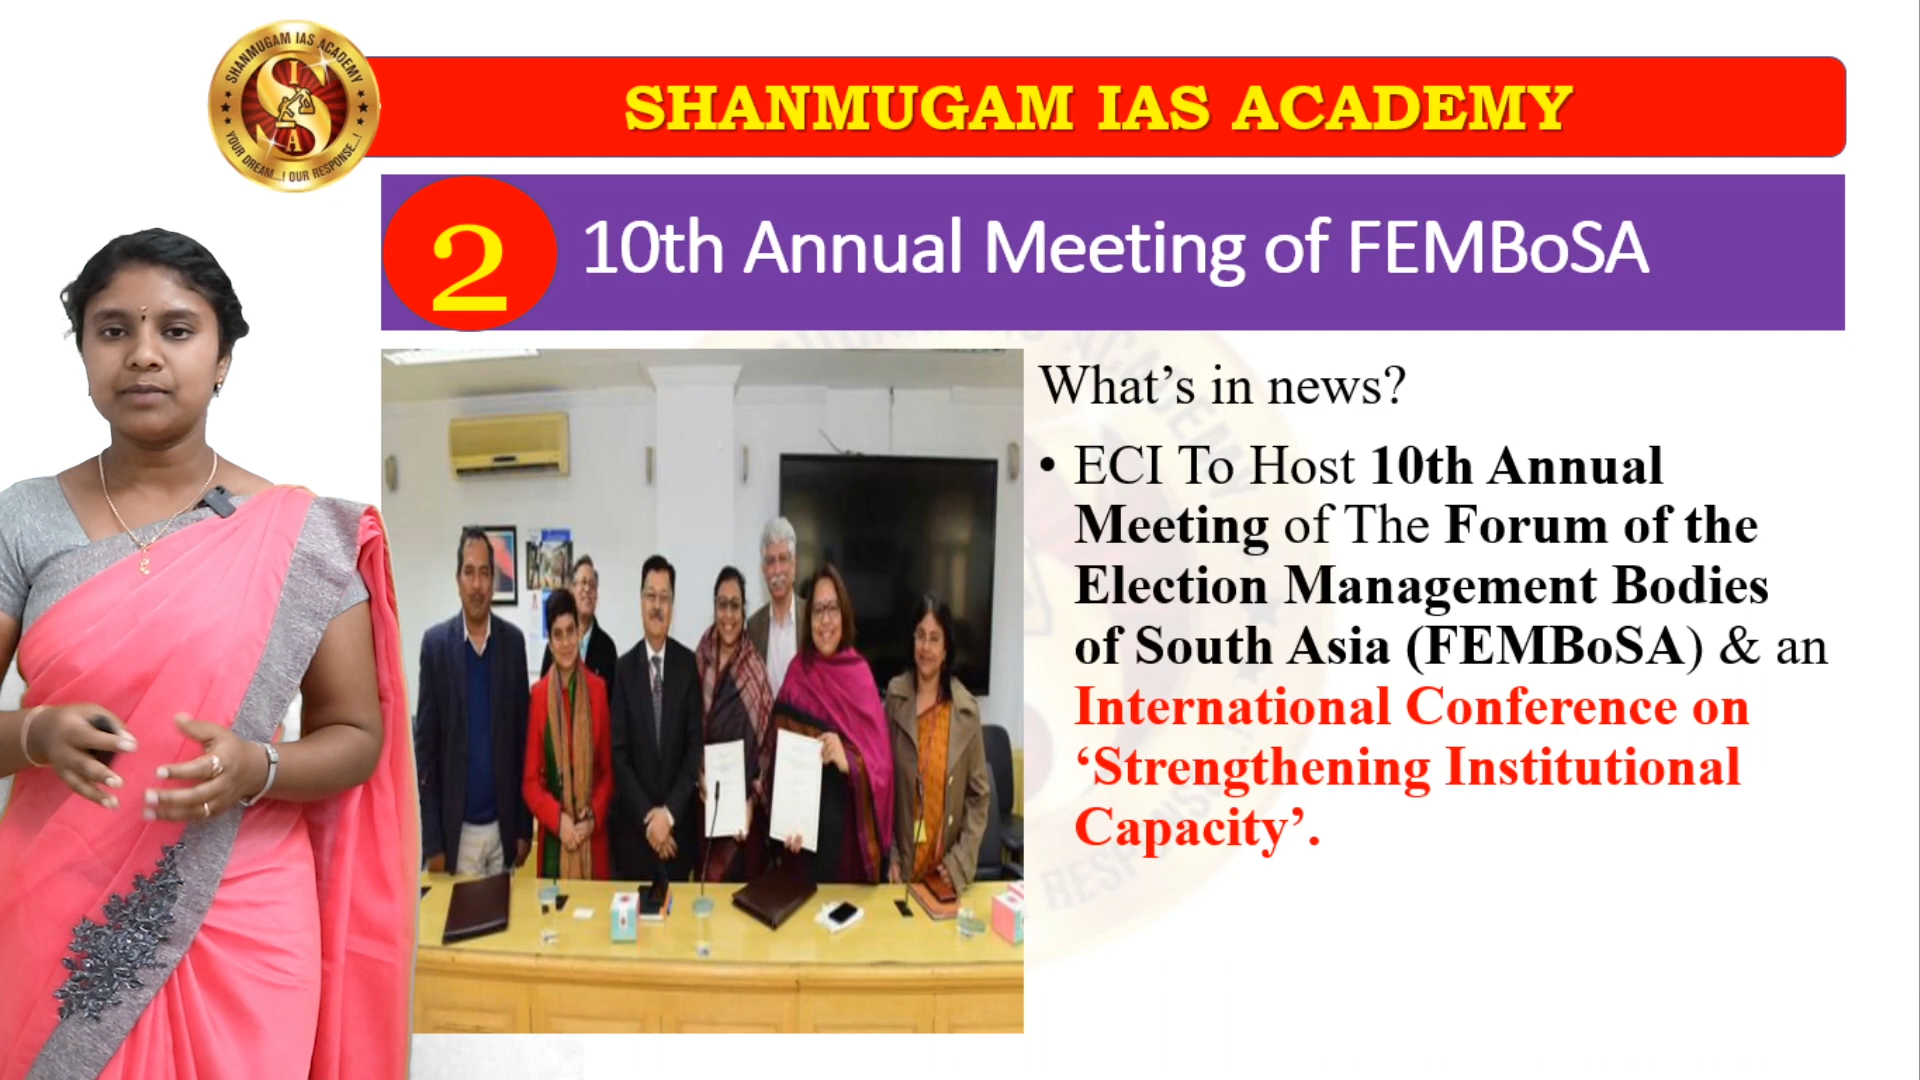 SHANMUGAM IAS ACADEMY
SIA
YOUR DREAM...! OUR RESPONSE...!
SHANMUGAM IAS ACADEMY
2
10th Annual Meeting of FEMBoSA
What’s in news?
• ECI To Host 10th Annual
Meeting of The Forum of the
Election Management Bodies
of South Asia (FEMBoSA) & an
International Conference on
‘Strengthening Institutional
Capacity’.